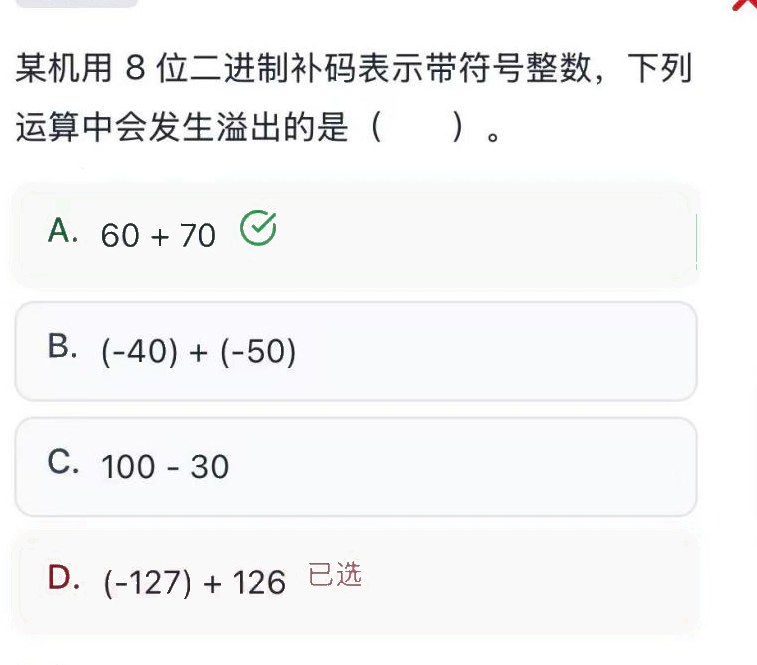 某机用 8 位二进制补码表示带符号整数，下列
运算中会发生溢出的是（　　）。
A. 60 + 70
B. (-40) + (-50)
C. 100 - 30
D. (-127) + 126 已选